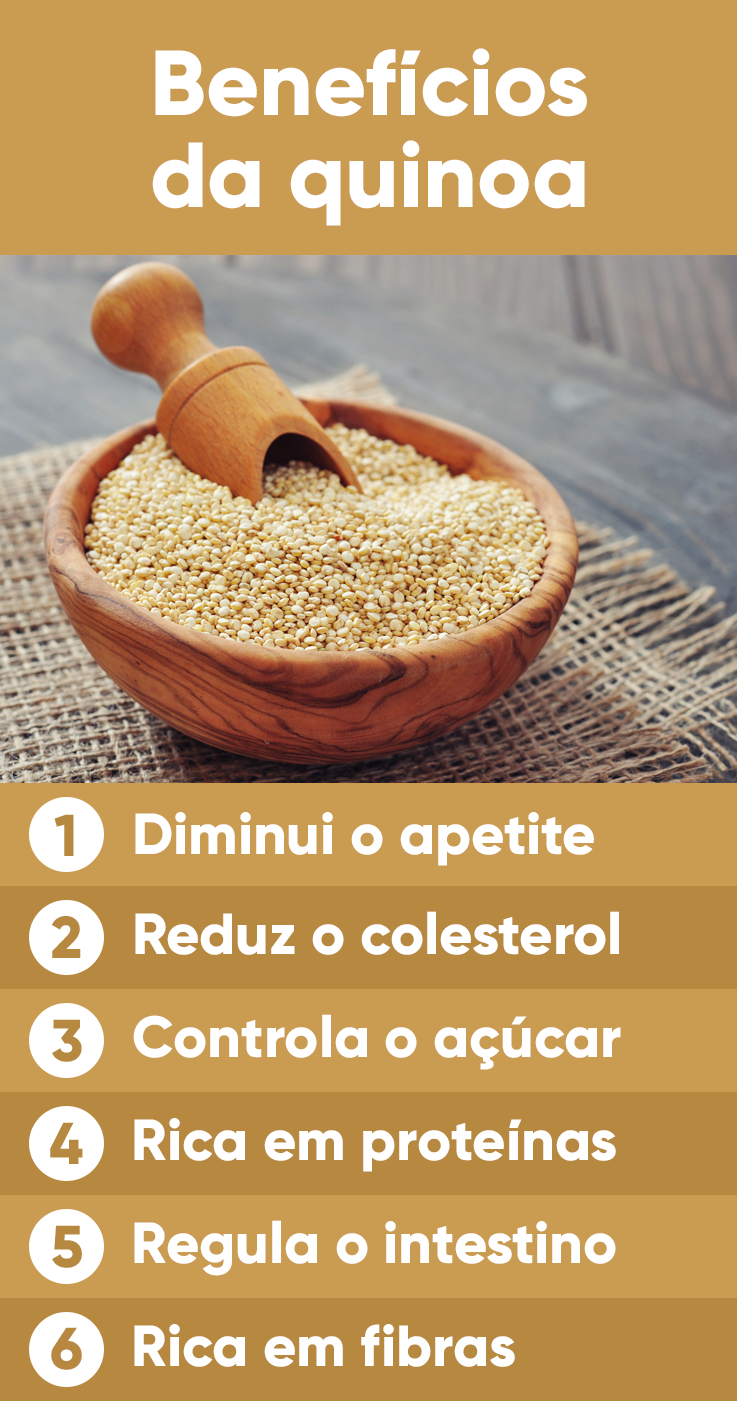 Benefícios
da quinoa
1 Diminui o apetite
2 Reduz o colesterol
3 Controla o açúcar
4 Rica em proteínas
5 Regula o intestino
6 Rica em fibras